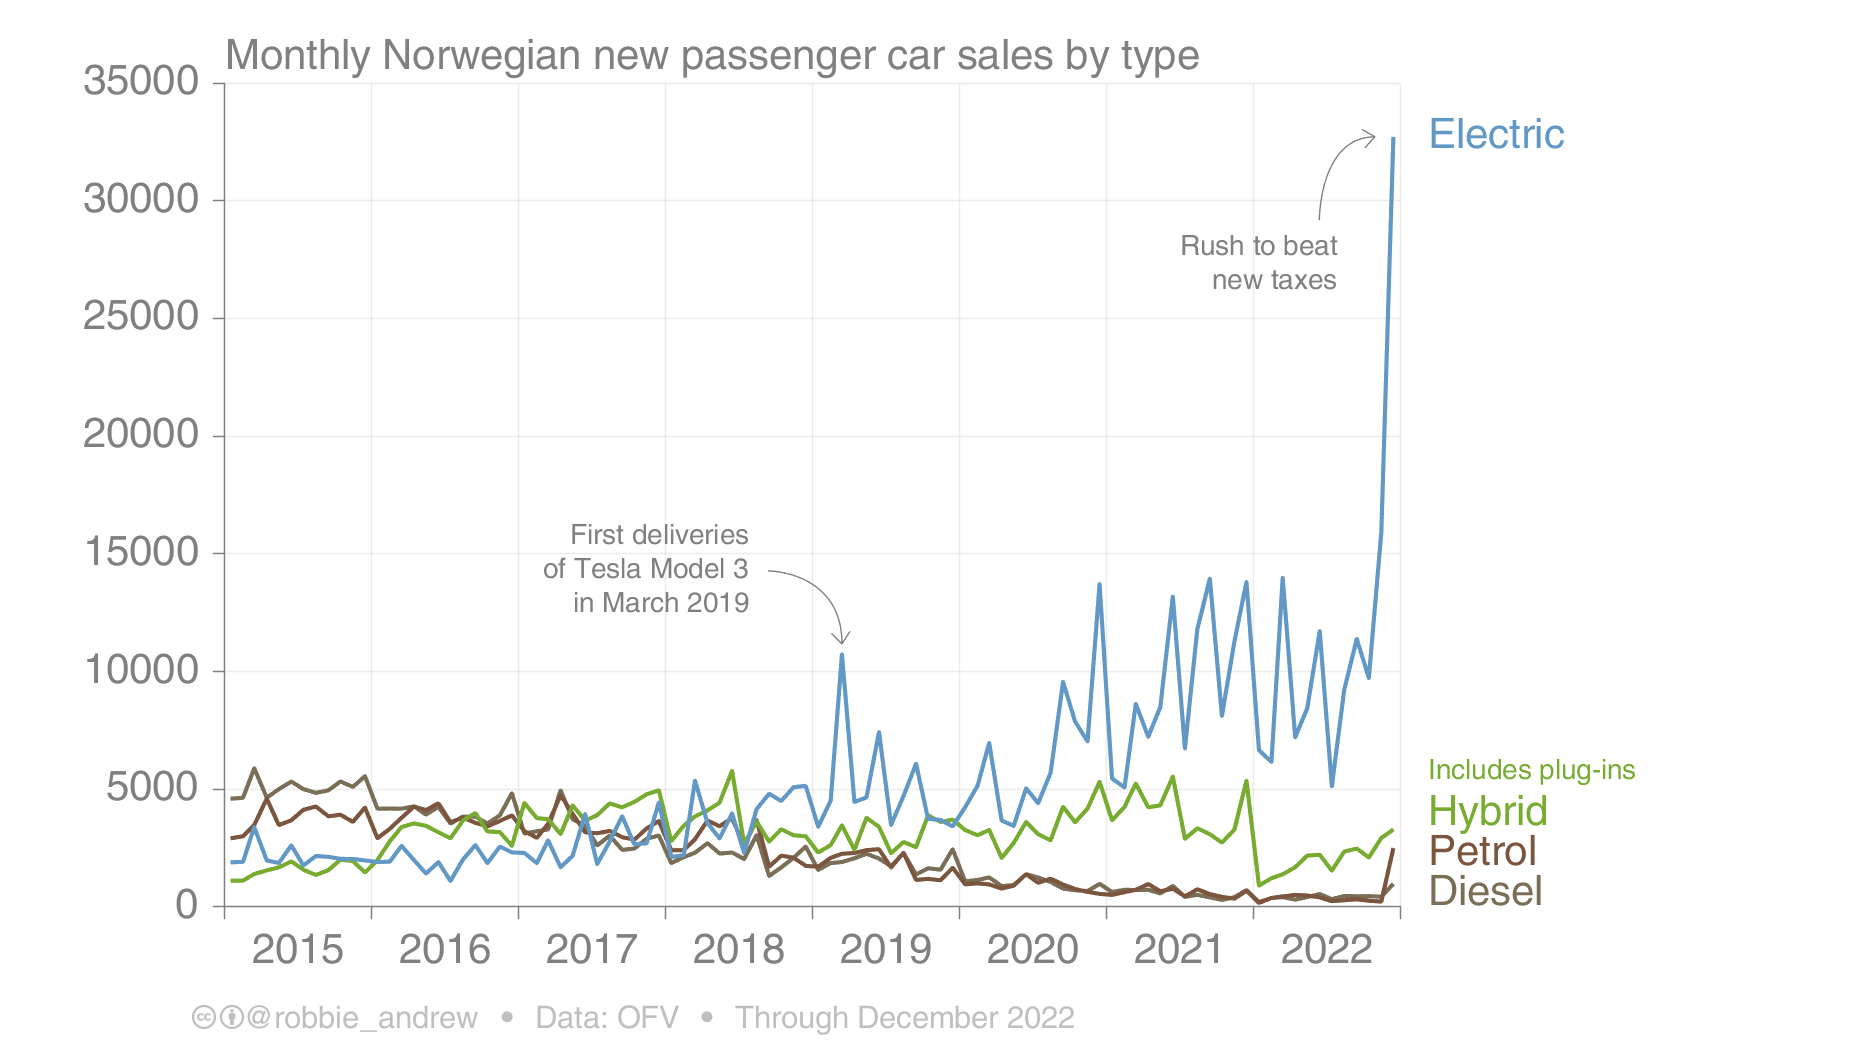 Monthly Norwegian new passenger car sales by type
35000
30000
25000
20000
15000
10000
5000
0
Electric
Rush to beat
new taxes
First deliveries
of Tesla Model 3
in March 2019
Includes plug-ins
Hybrid
Petrol
Diesel
2015 2016 2017 2018 2019 2020 2021 2022
cc @robbie_andrew • Data: OFV • Through December 2022